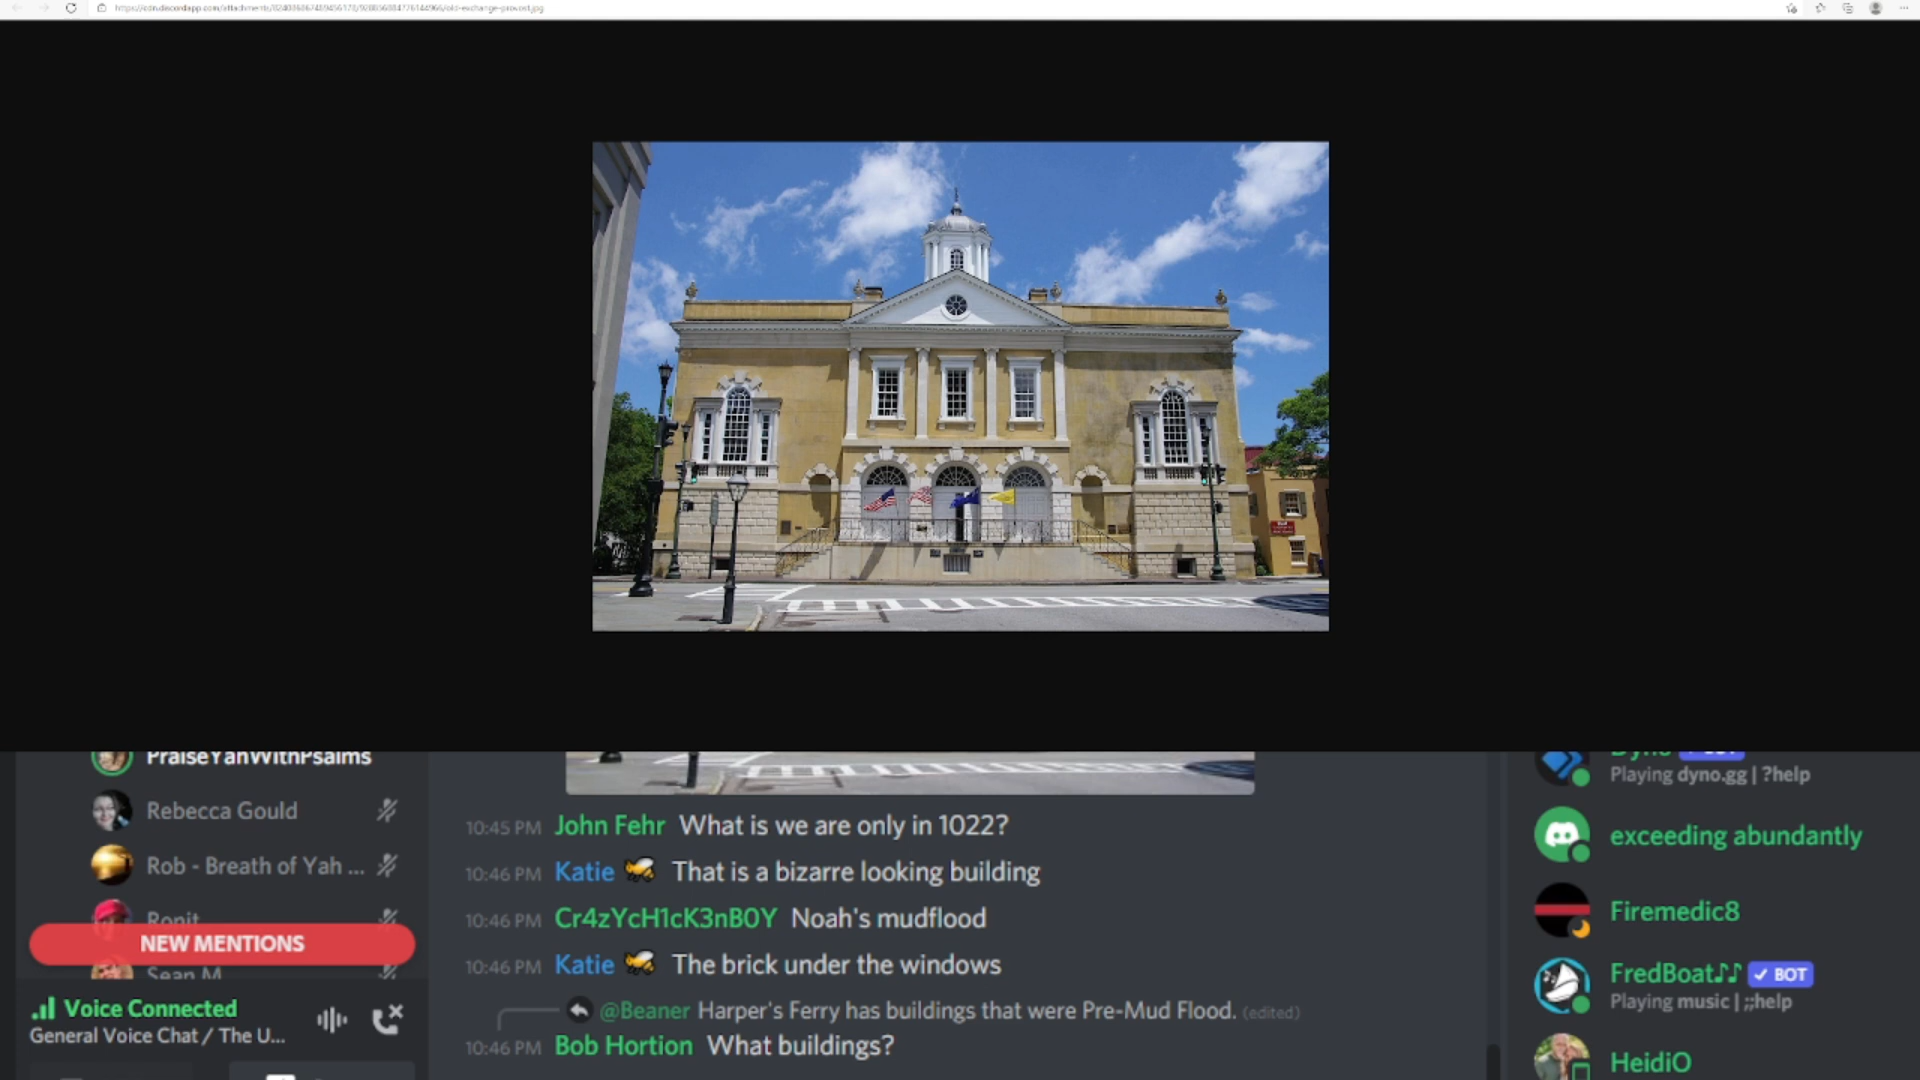 PraiseYahWithPsalms
Rebecca Gould
Rob - Breath of Yah ...
Ronit
NEW MENTIONS
Sean M
Voice Connected
General Voice Chat / The U...
10:45 PM John Fehr What is we are only in 1022?
10:46 PM Katie That is a bizarre looking building
10:46 PM Cr4zYcH1cK3nB0Y Noah's mudflood
10:46 PM Katie The brick under the windows
@Beaner Harper's Ferry has buildings that were Pre-Mud Flood. (edited)
10:46 PM Bob Hortion What buildings?
Dyno BOT
Playing dyno.gg | ?help
exceeding abundantly
Firemedic8
FredBoat♪♪ ✓ BOT
Playing music | ;;help
HeidiO